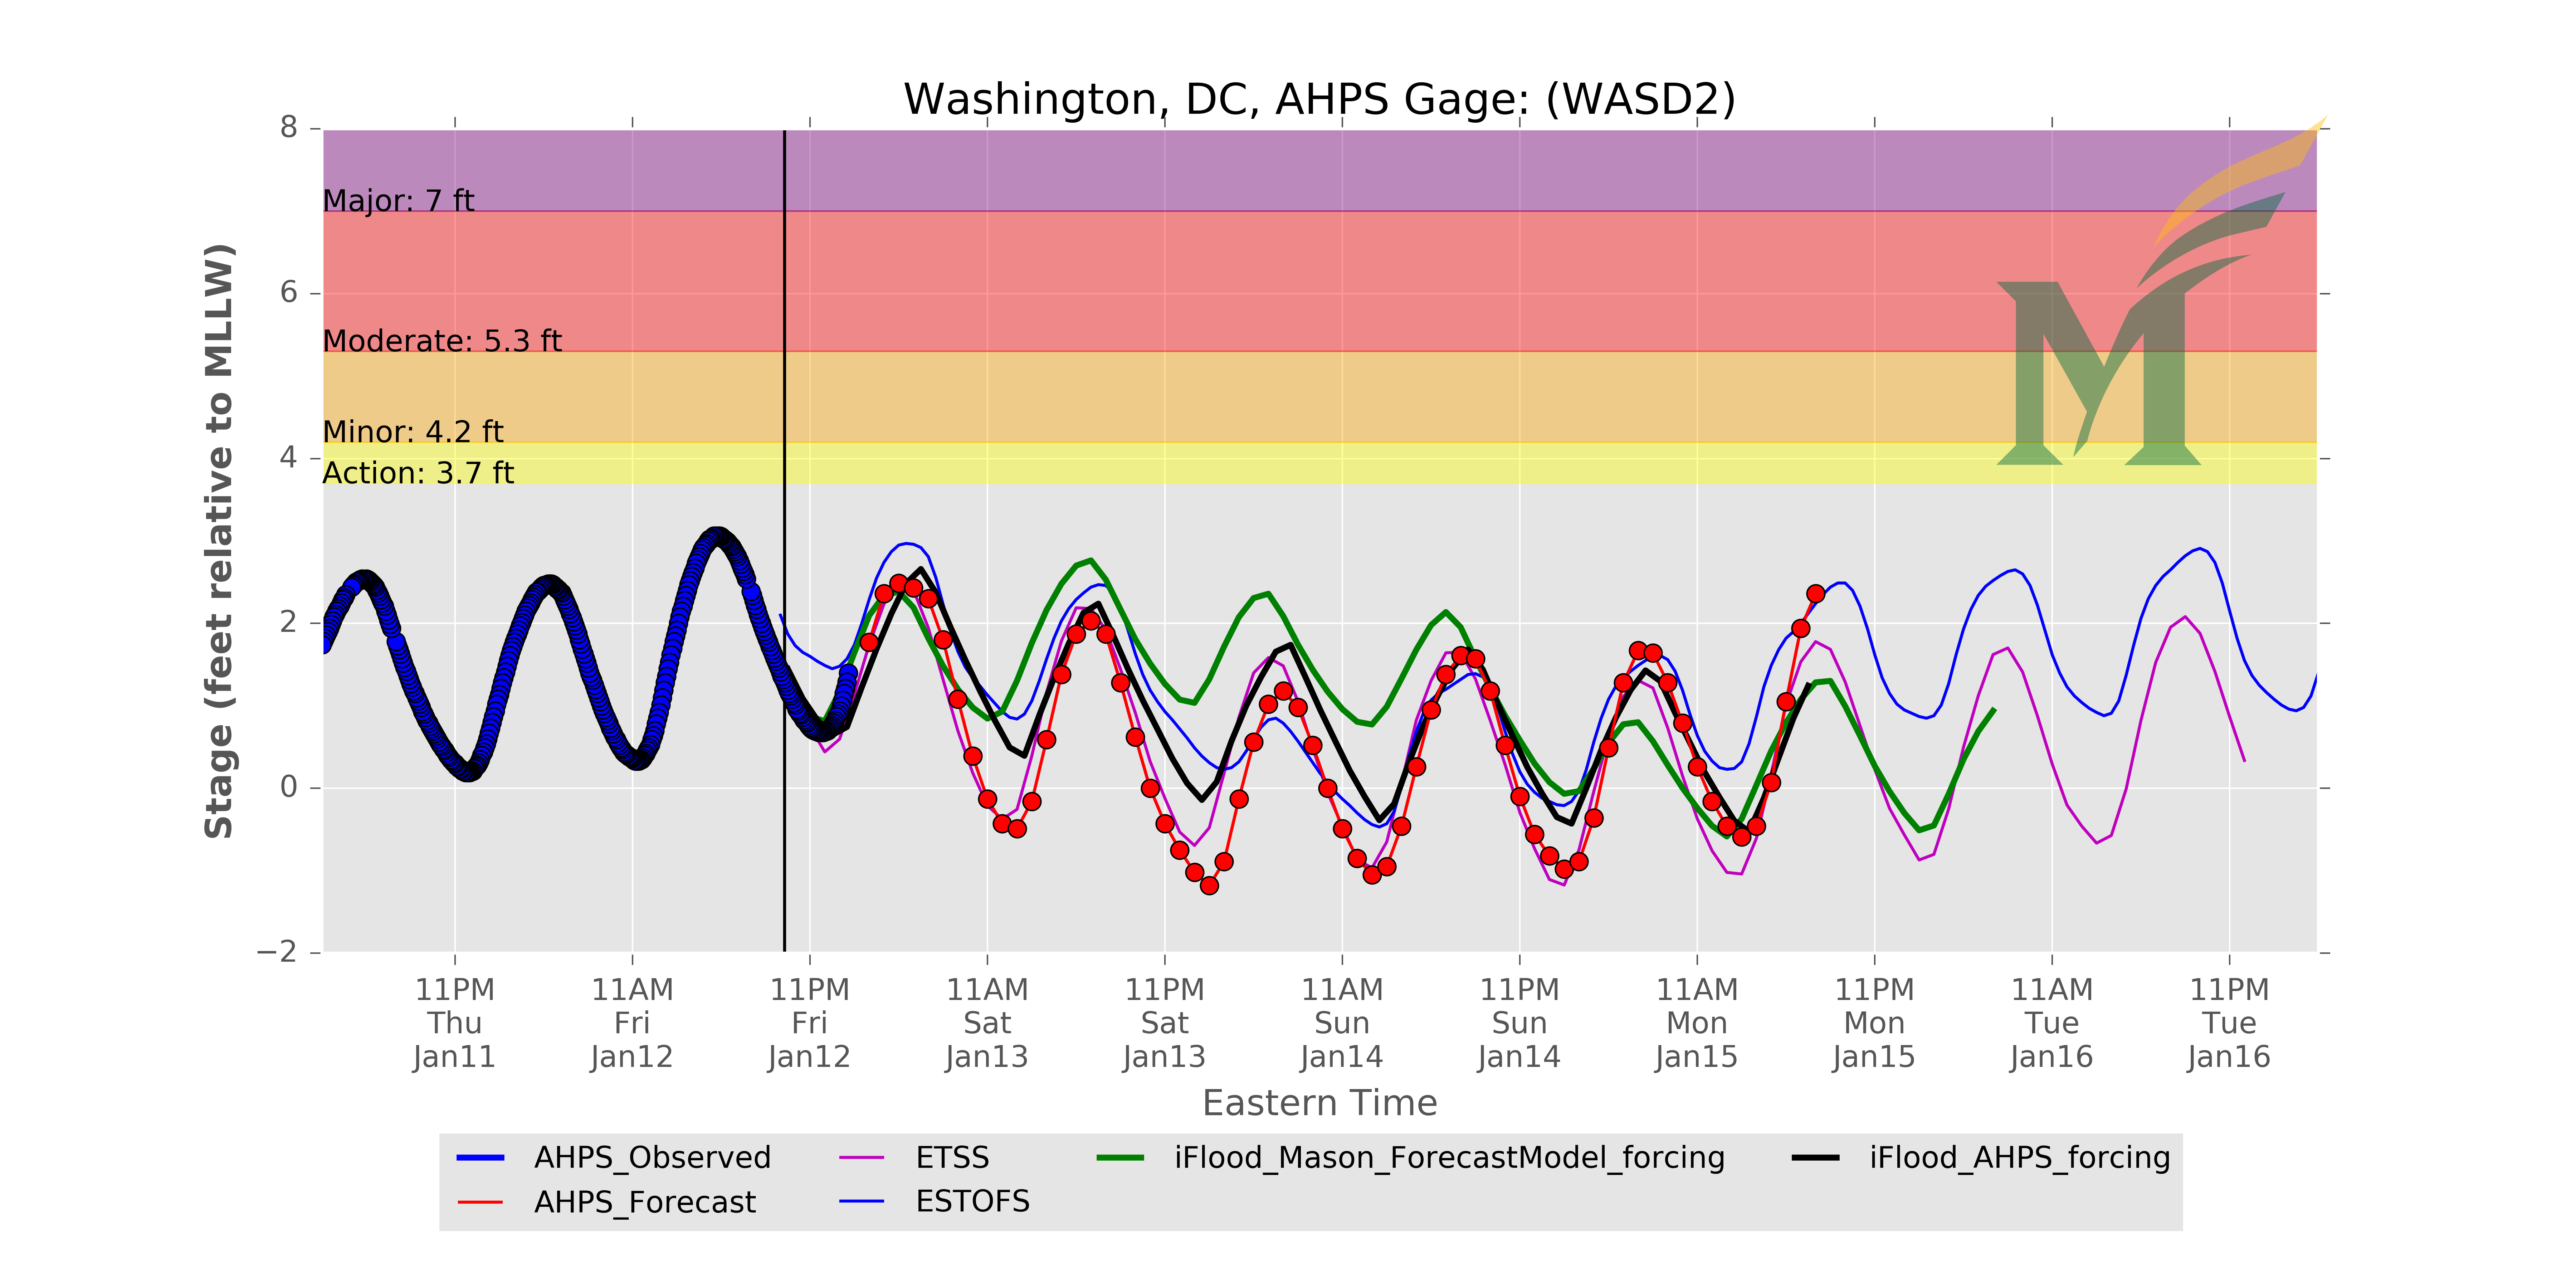 Washington, DC, AHPS Gage: (WASD2)
8
Major: 7 ft
6
Moderate: 5.3 ft
Minor: 4.2 ft
4
Action: 3.7 ft
2
0
−2
Stage (feet relative to MLLW)
11PM 11AM 11PM 11AM 11PM 11AM 11PM 11AM 11PM 11AM 11PM
Thu Fri Fri Sat Sat Sun Sun Mon Mon Tue Tue
Jan11 Jan12 Jan12 Jan13 Jan13 Jan14 Jan14 Jan15 Jan15 Jan16 Jan16
Eastern Time
AHPS_Observed ETSS iFlood_Mason_ForecastModel_forcing iFlood_AHPS_forcing
AHPS_Forecast ESTOFS
M